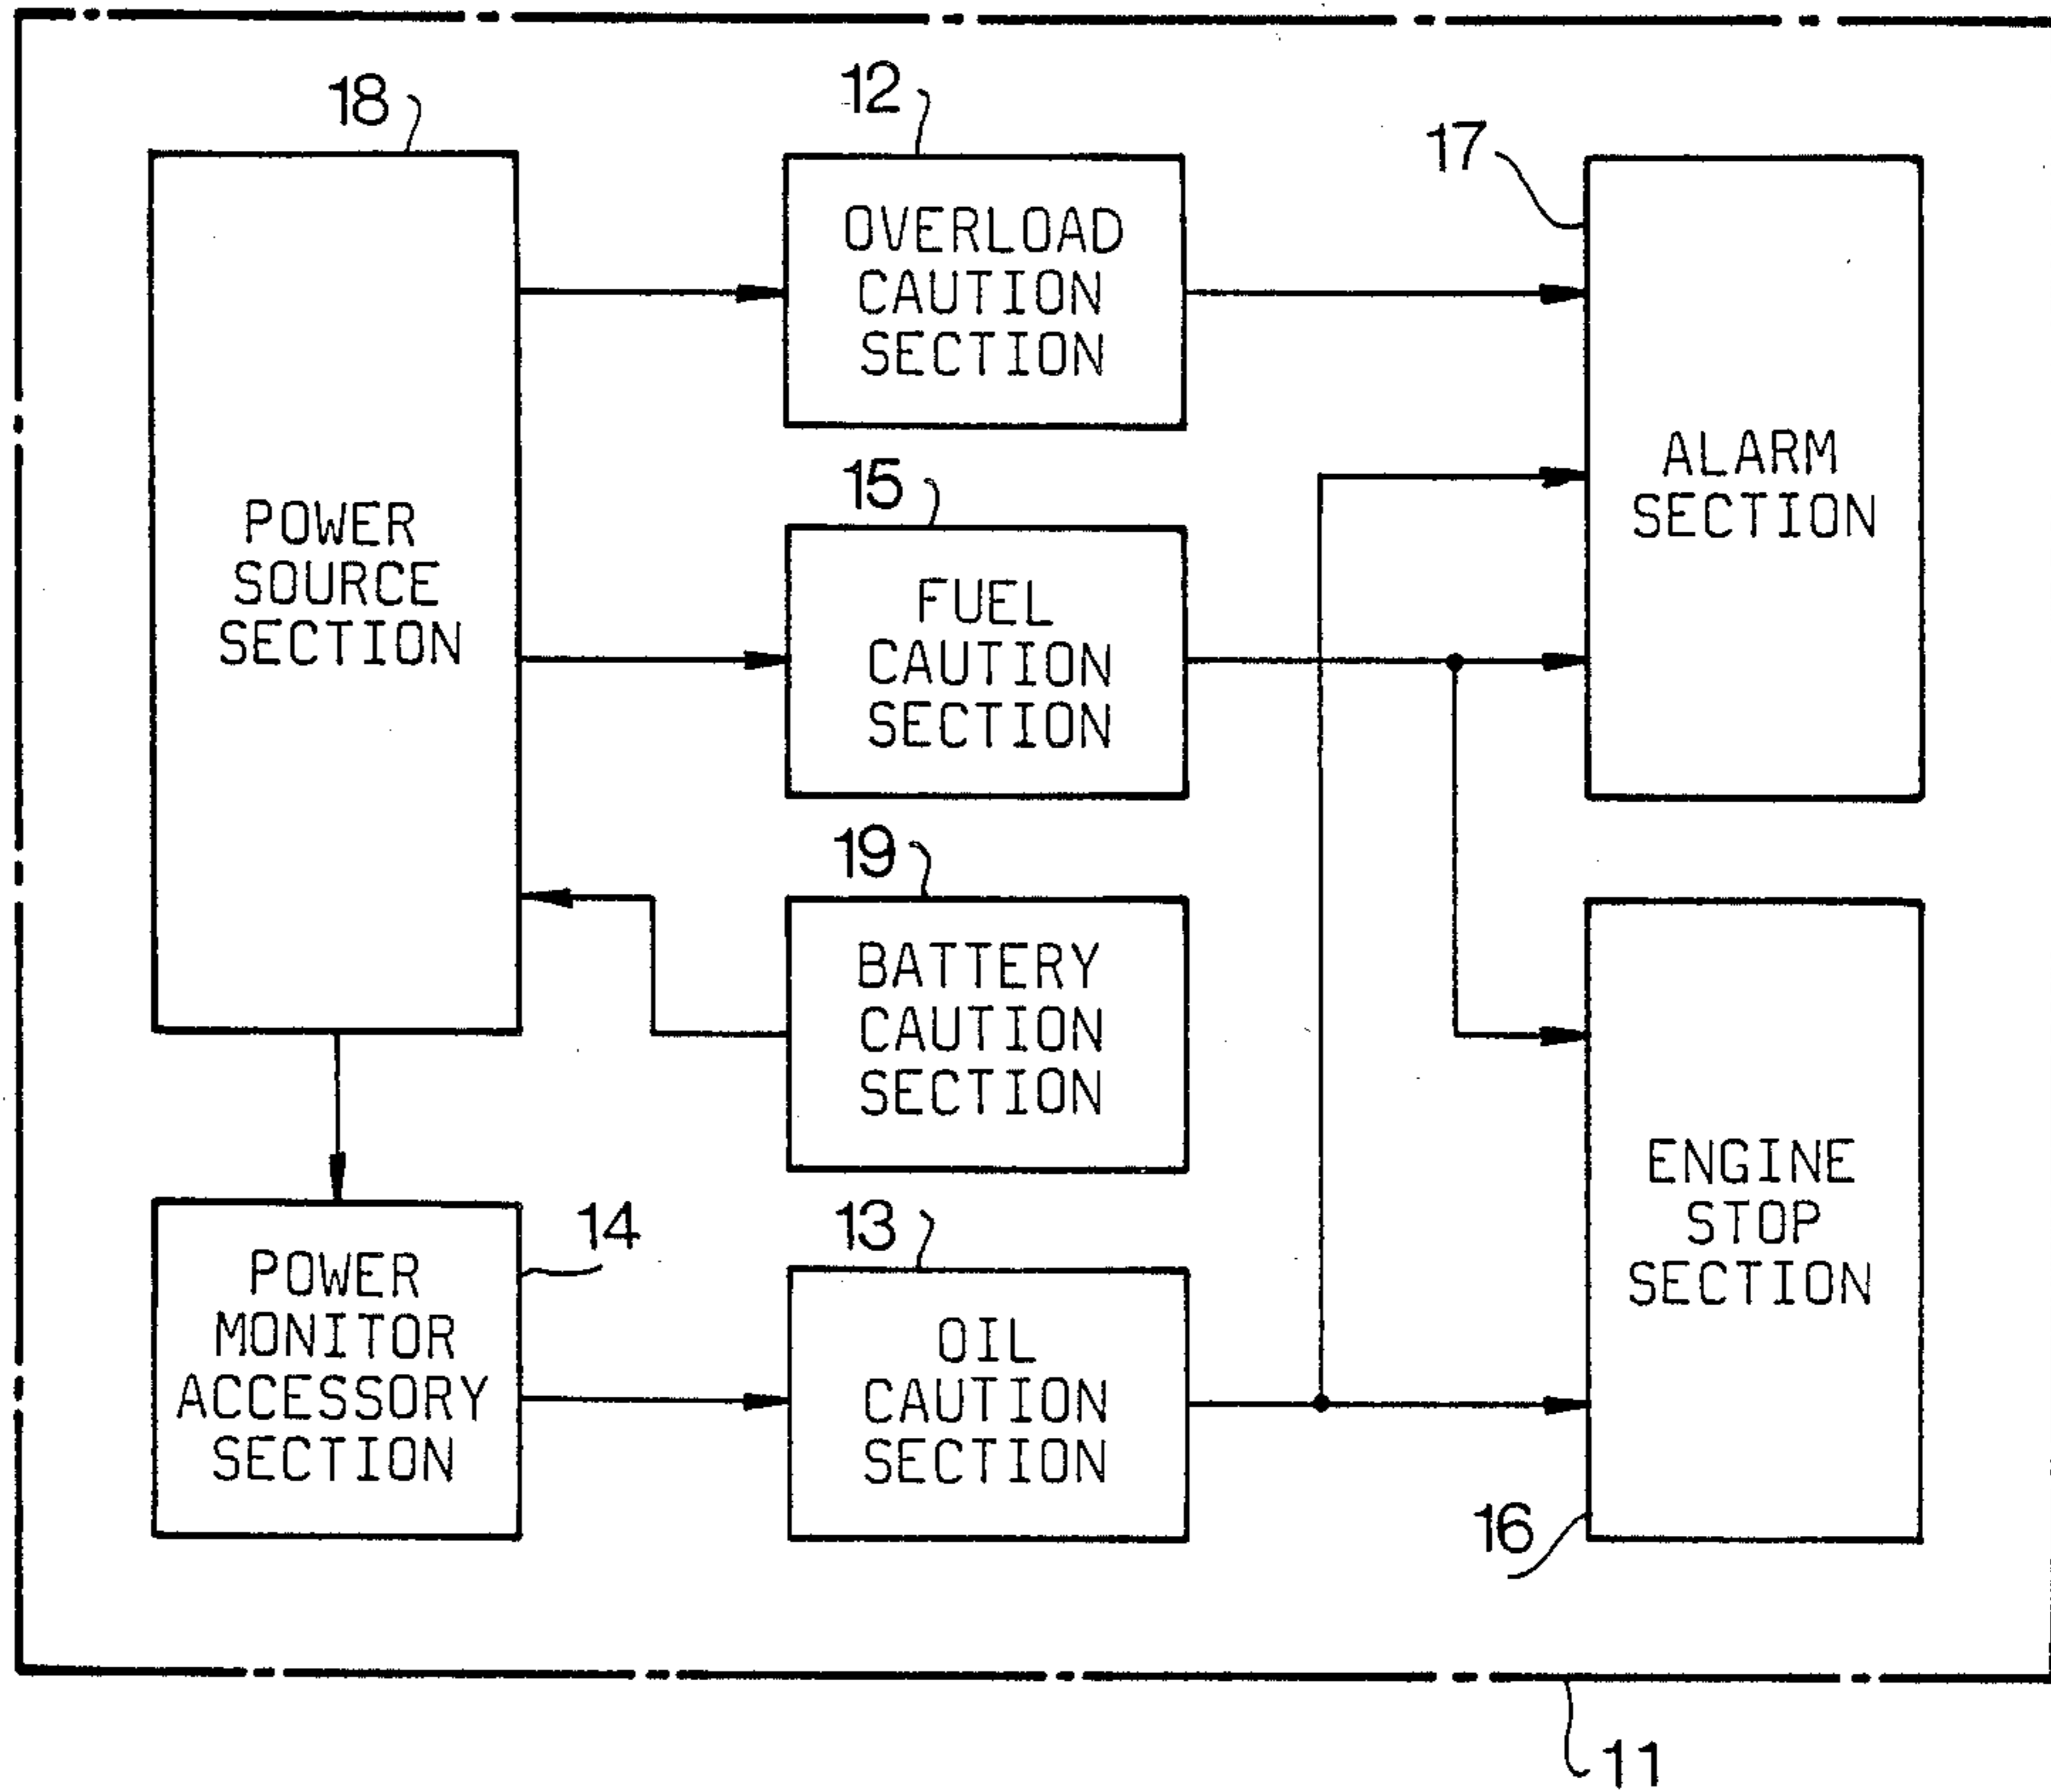 18
POWER
SOURCE
SECTION
12
OVERLOAD
CAUTION
SECTION
17
ALARM
SECTION
15
FUEL
CAUTION
SECTION
19
BATTERY
CAUTION
SECTION
14
POWER
MONITOR
ACCESSORY
SECTION
13
OIL
CAUTION
SECTION
ENGINE
STOP
SECTION
16
11